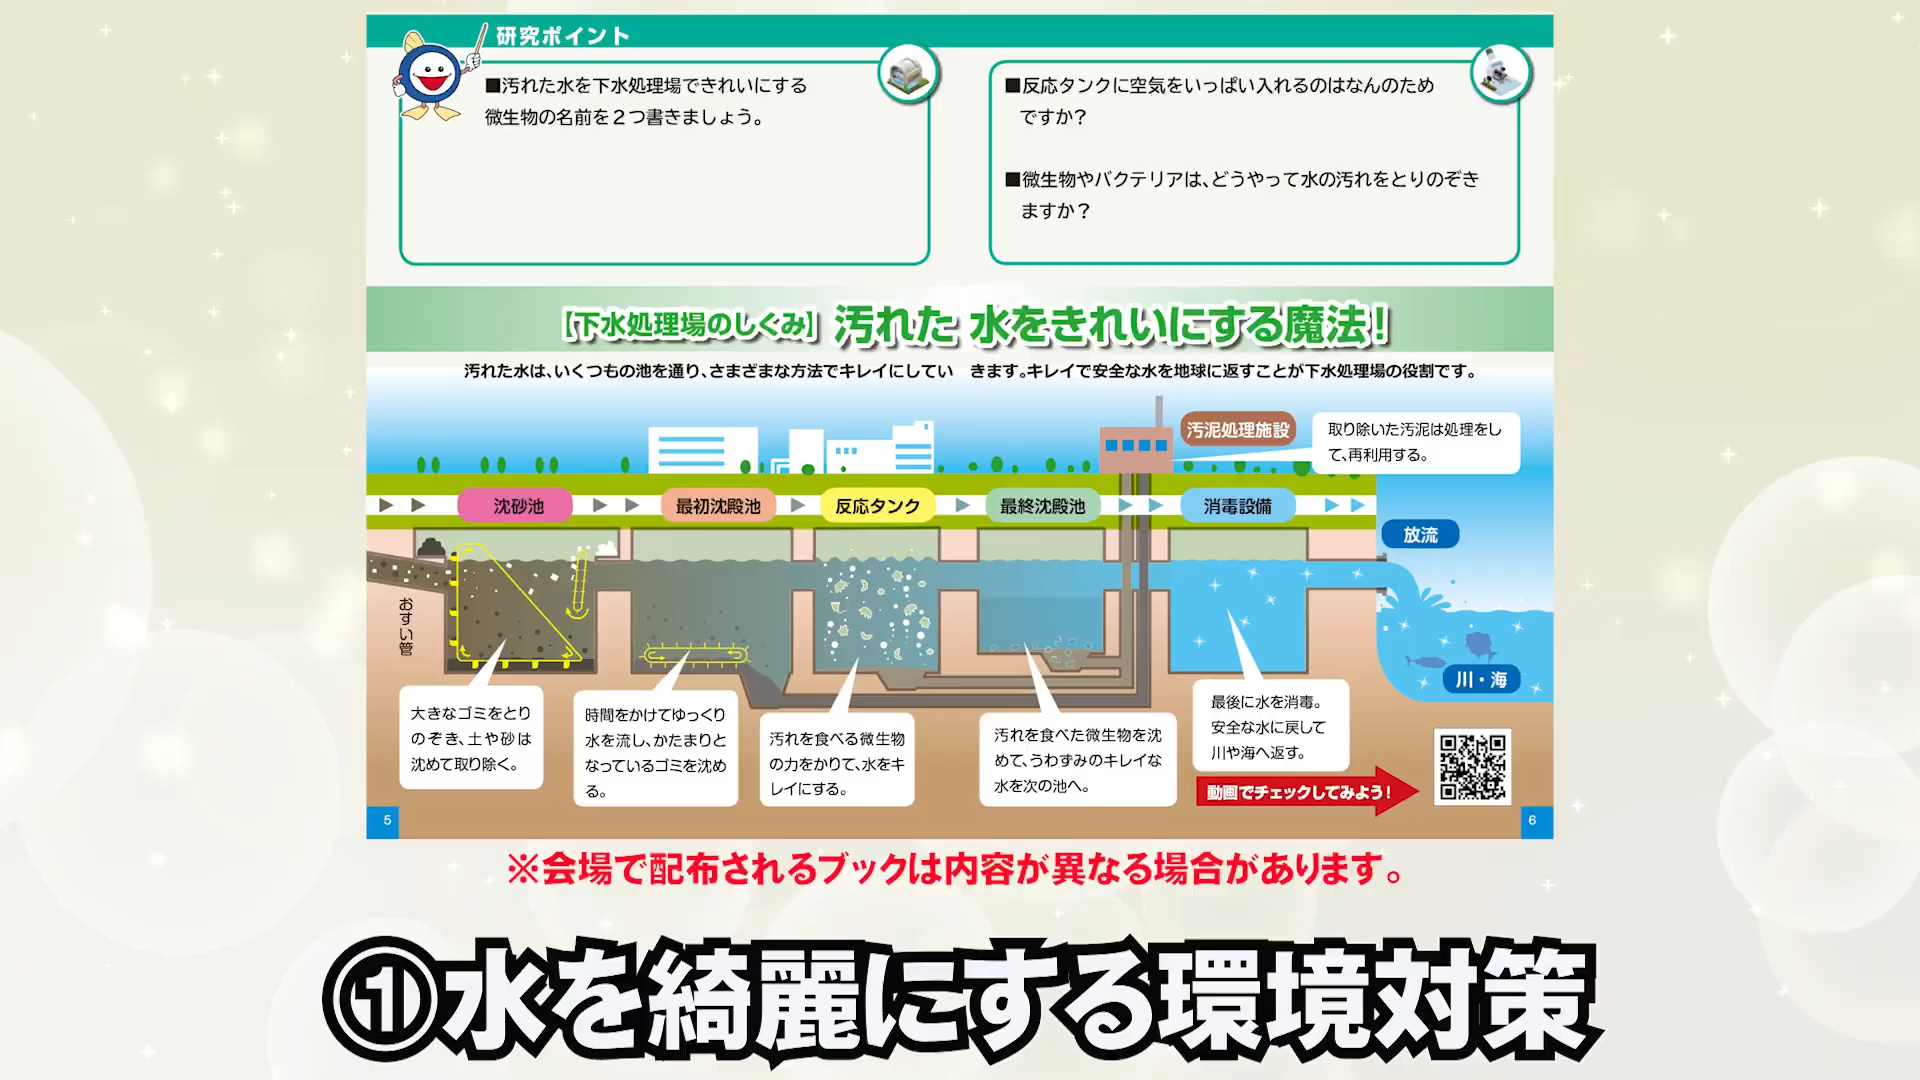 研究ポイント
■汚れた水を下水処理場できれいにする
微生物の名前を2つ書きましょう。
■反応タンクに空気をいっぱい入れるのはなんのため
ですか?
■微生物やバクテリアは、どうやって水の汚れをとりのぞき
ますか?
【下水処理場のしくみ】汚れた 水をきれいにする魔法!
汚れた水は、いくつもの池を通り、さまざまな方法でキレイにしてい きます。キレイで安全な水を地球に返すことが下水処理場の役割です。
汚泥処理施設
取り除いた汚泥は処理をし
て、再利用する。
沈砂池
最初沈殿池
反応タンク
最終沈殿池
消毒設備
放流
おすい管
川・海
大きなゴミをとり
のぞき、土や砂は
沈めて取り除く。
時間をかけてゆっくり
水を流し、かたまりと
なっているゴミを沈め
る。
汚れを食べる微生物
の力をかりて、水をキ
レイにする。
汚れを食べた微生物を沈
めて、うわずみのキレイな
水を次の池へ。
最後に水を消毒。
安全な水に戻して
川や海へ返す。
動画でチェックしてみよう!
5
6
※会場で配布されるブックは内容が異なる場合があります。
①水を綺麗にする環境対策